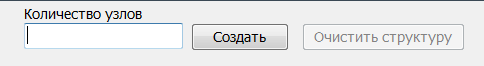 Количество узлов
Создать Очистить структуру